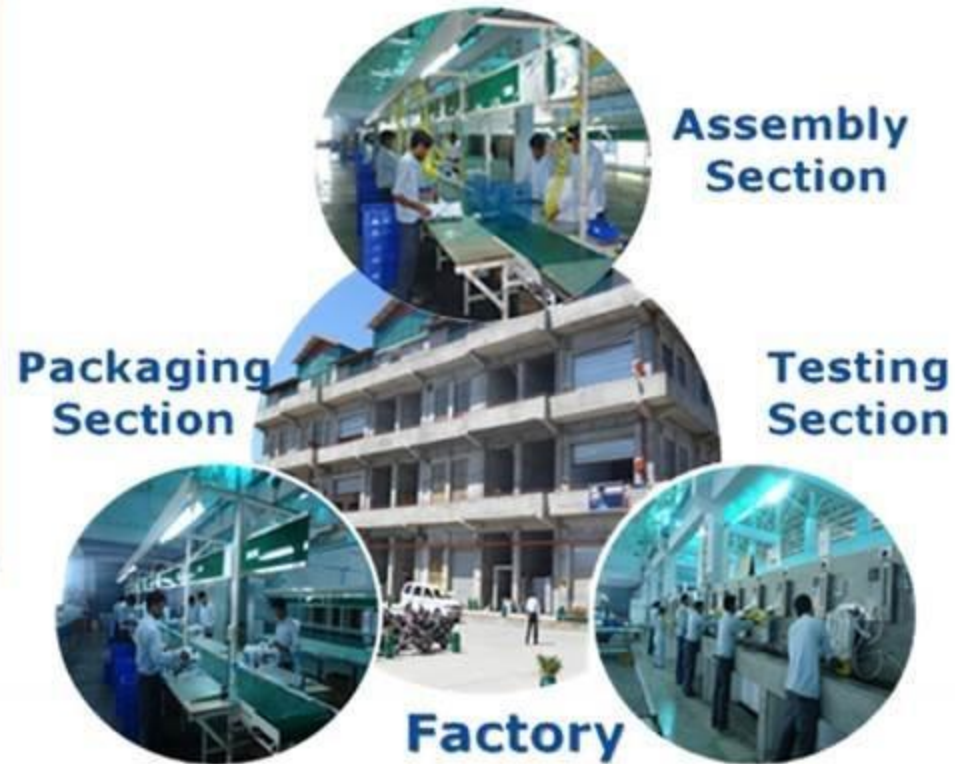 Assembly
Section
Packaging
Section
Testing
Section
Factory